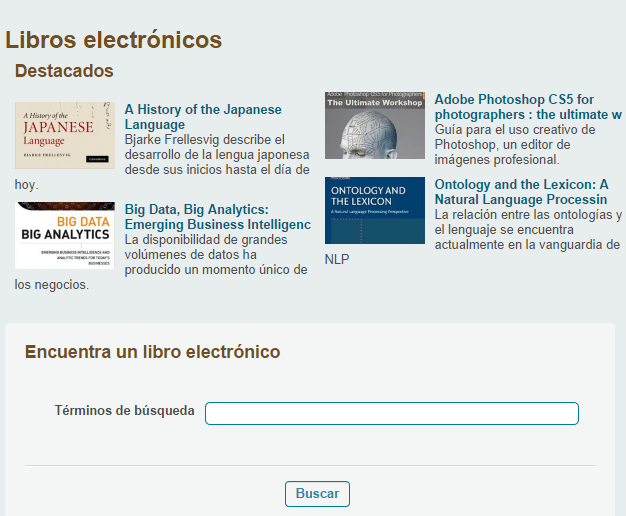 Libros electrónicos
Destacados
A History of the
JAPANESE
Language
BJARKE FRELLESVIG
A History of the Japanese
Language
Bjarke Frellesvig describe el
desarrollo de la lengua japonesa
desde sus inicios hasta el día de
hoy.
BIG DATA
BIG ANALYTICS
EMERGING BUSINESS INTELLIGENCE AND
ANALYTIC TRENDS FOR TODAY'S
BUSINESSES
Big Data, Big Analytics:
Emerging Business Intelligenc
La disponibilidad de grandes
volúmenes de datos ha
producido un momento único de
los negocios.
Adobe Photoshop CS5 for Photographers
The Ultimate Workshop
Adobe Photoshop CS5 for
photographers : the ultimate w
Guía para el uso creativo de
Photoshop, un editor de
imágenes profesional.
ONTOLOGY AND
THE LEXICON
A Natural Language Processing Perspective
Ontology and the Lexicon: A
Natural Language Processin
La relación entre las ontologías y
el lenguaje se encuentra
actualmente en la vanguardia de
NLP
Encuentra un libro electrónico
Términos de búsqueda
Buscar